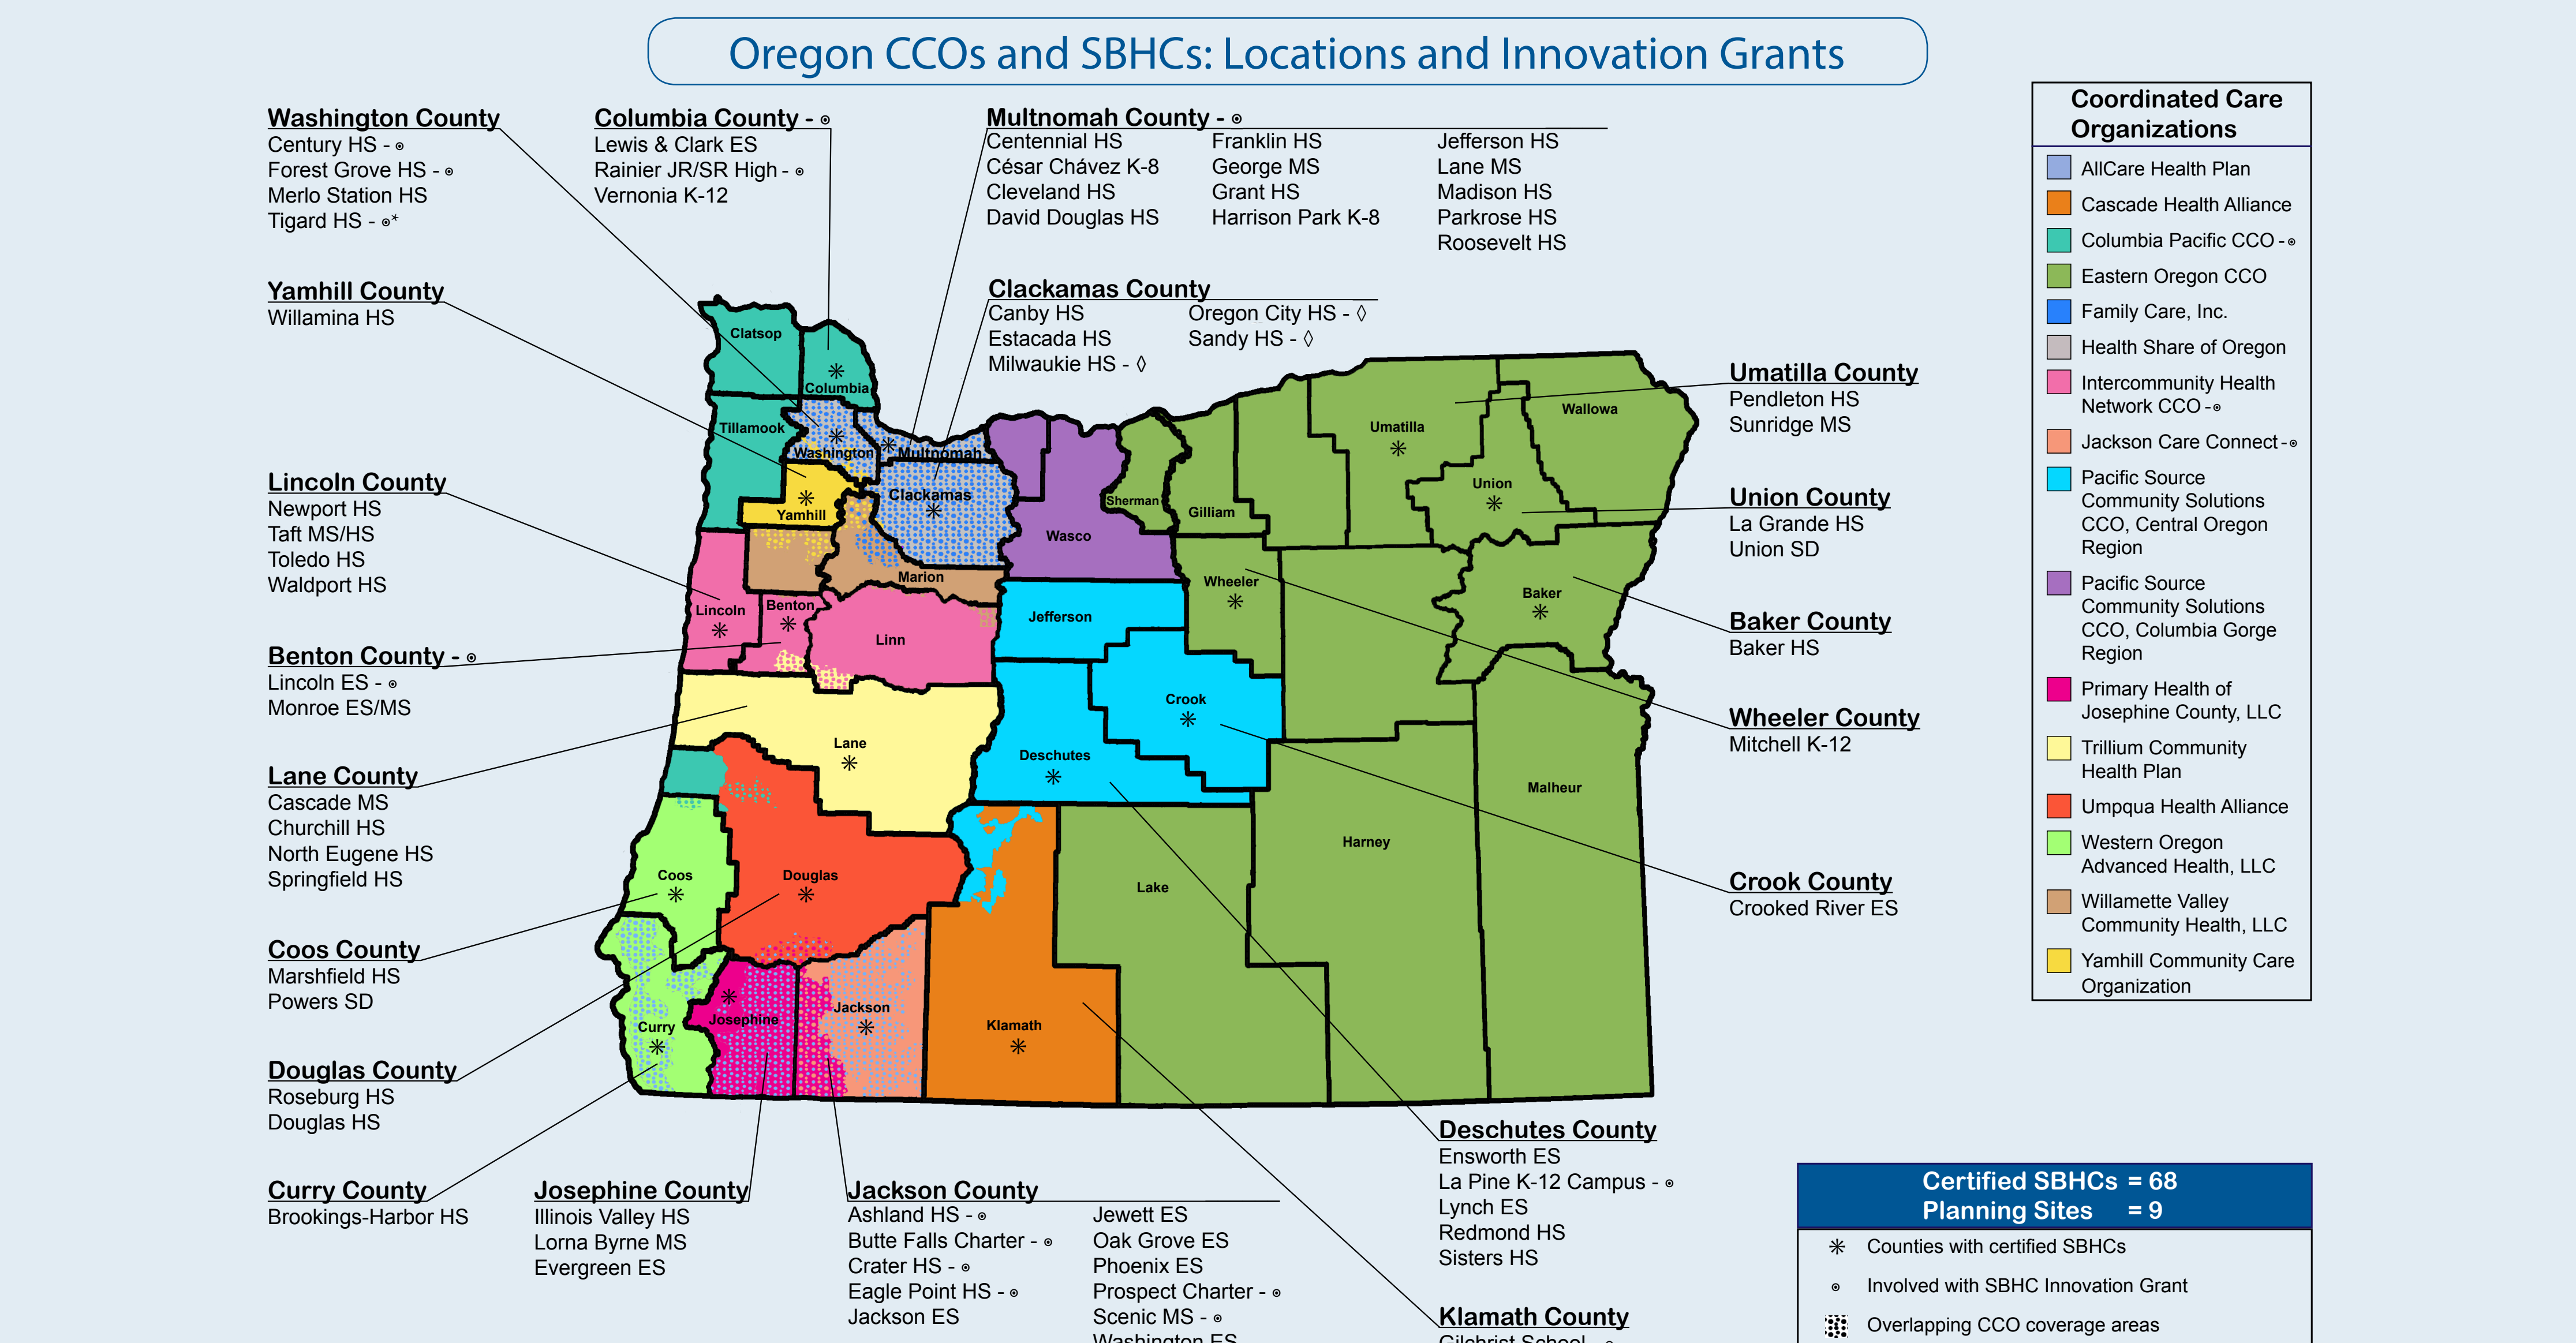 Oregon CCOs and SBHCs: Locations and Innovation Grants
Washington County
Century HS - ⊙
Forest Grove HS - ⊙
Merlo Station HS
Tigard HS - ⊙*
Columbia County - ⊙
Lewis & Clark ES
Rainier JR/SR High - ⊙
Vernonia K-12
Multnomah County - ⊙
Centennial HS
César Chávez K-8
Cleveland HS
David Douglas HS
Franklin HS
George MS
Grant HS
Harrison Park K-8
Jefferson HS
Lane MS
Madison HS
Parkrose HS
Roosevelt HS
Yamhill County
Willamina HS
Clackamas County
Canby HS
Estacada HS
Milwaukie HS - ◊
Oregon City HS - ◊
Sandy HS - ◊
Lincoln County
Newport HS
Taft MS/HS
Toledo HS
Waldport HS
Benton County - ⊙
Lincoln ES - ⊙
Monroe ES/MS
Lane County
Cascade MS
Churchill HS
North Eugene HS
Springfield HS
Coos County
Marshfield HS
Powers SD
Douglas County
Roseburg HS
Douglas HS
Curry County
Brookings-Harbor HS
Josephine County
Illinois Valley HS
Lorna Byrne MS
Evergreen ES
Jackson County
Ashland HS - ⊙
Butte Falls Charter - ⊙
Crater HS - ⊙
Eagle Point HS - ⊙
Jackson ES
Jewett ES
Oak Grove ES
Phoenix ES
Prospect Charter - ⊙
Scenic MS - ⊙
Washington ES
Clatsop
Columbia
Tillamook
Washington
Multnomah
Clackamas
Yamhill
Marion
Lincoln
Benton
Linn
Lane
Douglas
Coos
Curry
Josephine
Jackson
Klamath
Wasco
Sherman
Gilliam
Umatilla
Wallowa
Union
Wheeler
Baker
Jefferson
Crook
Deschutes
Lake
Harney
Malheur
Umatilla County
Pendleton HS
Sunridge MS
Union County
La Grande HS
Union SD
Baker County
Baker HS
Wheeler County
Mitchell K-12
Crook County
Crooked River ES
Deschutes County
Ensworth ES
La Pine K-12 Campus - ⊙
Lynch ES
Redmond HS
Sisters HS
Klamath County
Gilchrist School - ⊙
Coordinated Care
Organizations
AllCare Health Plan
Cascade Health Alliance
Columbia Pacific CCO - ⊙
Eastern Oregon CCO
Family Care, Inc.
Health Share of Oregon
Intercommunity Health
Network CCO - ⊙
Jackson Care Connect - ⊙
Pacific Source
Community Solutions
CCO, Central Oregon
Region
Pacific Source
Community Solutions
CCO, Columbia Gorge
Region
Primary Health of
Josephine County, LLC
Trillium Community
Health Plan
Umpqua Health Alliance
Western Oregon
Advanced Health, LLC
Willamette Valley
Community Health, LLC
Yamhill Community Care
Organization
Certified SBHCs = 68
Planning Sites = 9
Counties with certified SBHCs
Involved with SBHC Innovation Grant
Overlapping CCO coverage areas